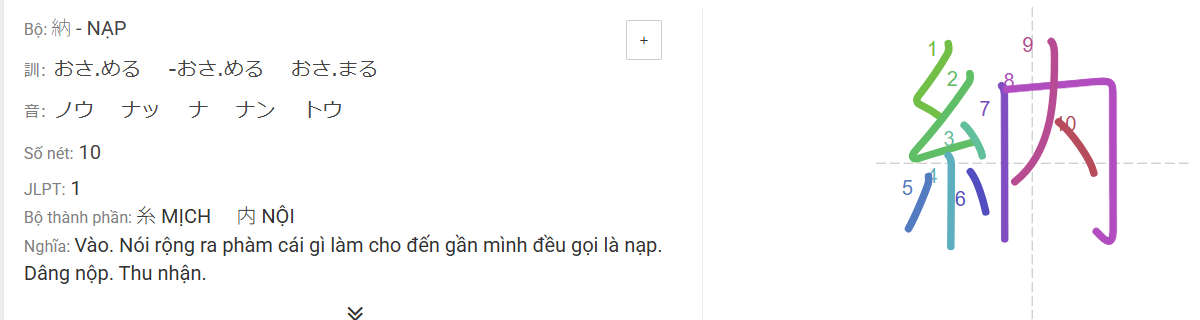 Bộ: 納 - NẠP
+
訓: おさ.める -おさ.める おさ.まる
音: ノウ ナッ ナ ナン トウ
Số nét: 10
JLPT: 1
Bộ thành phần: 糸 MỊCH 内 NỘI
Nghĩa: Vào. Nói rộng ra phàm cái gì làm cho đến gần mình đều gọi là nạp.
Dâng nộp. Thu nhận.
納
1
2
3
4
5
6
7
8
9
10